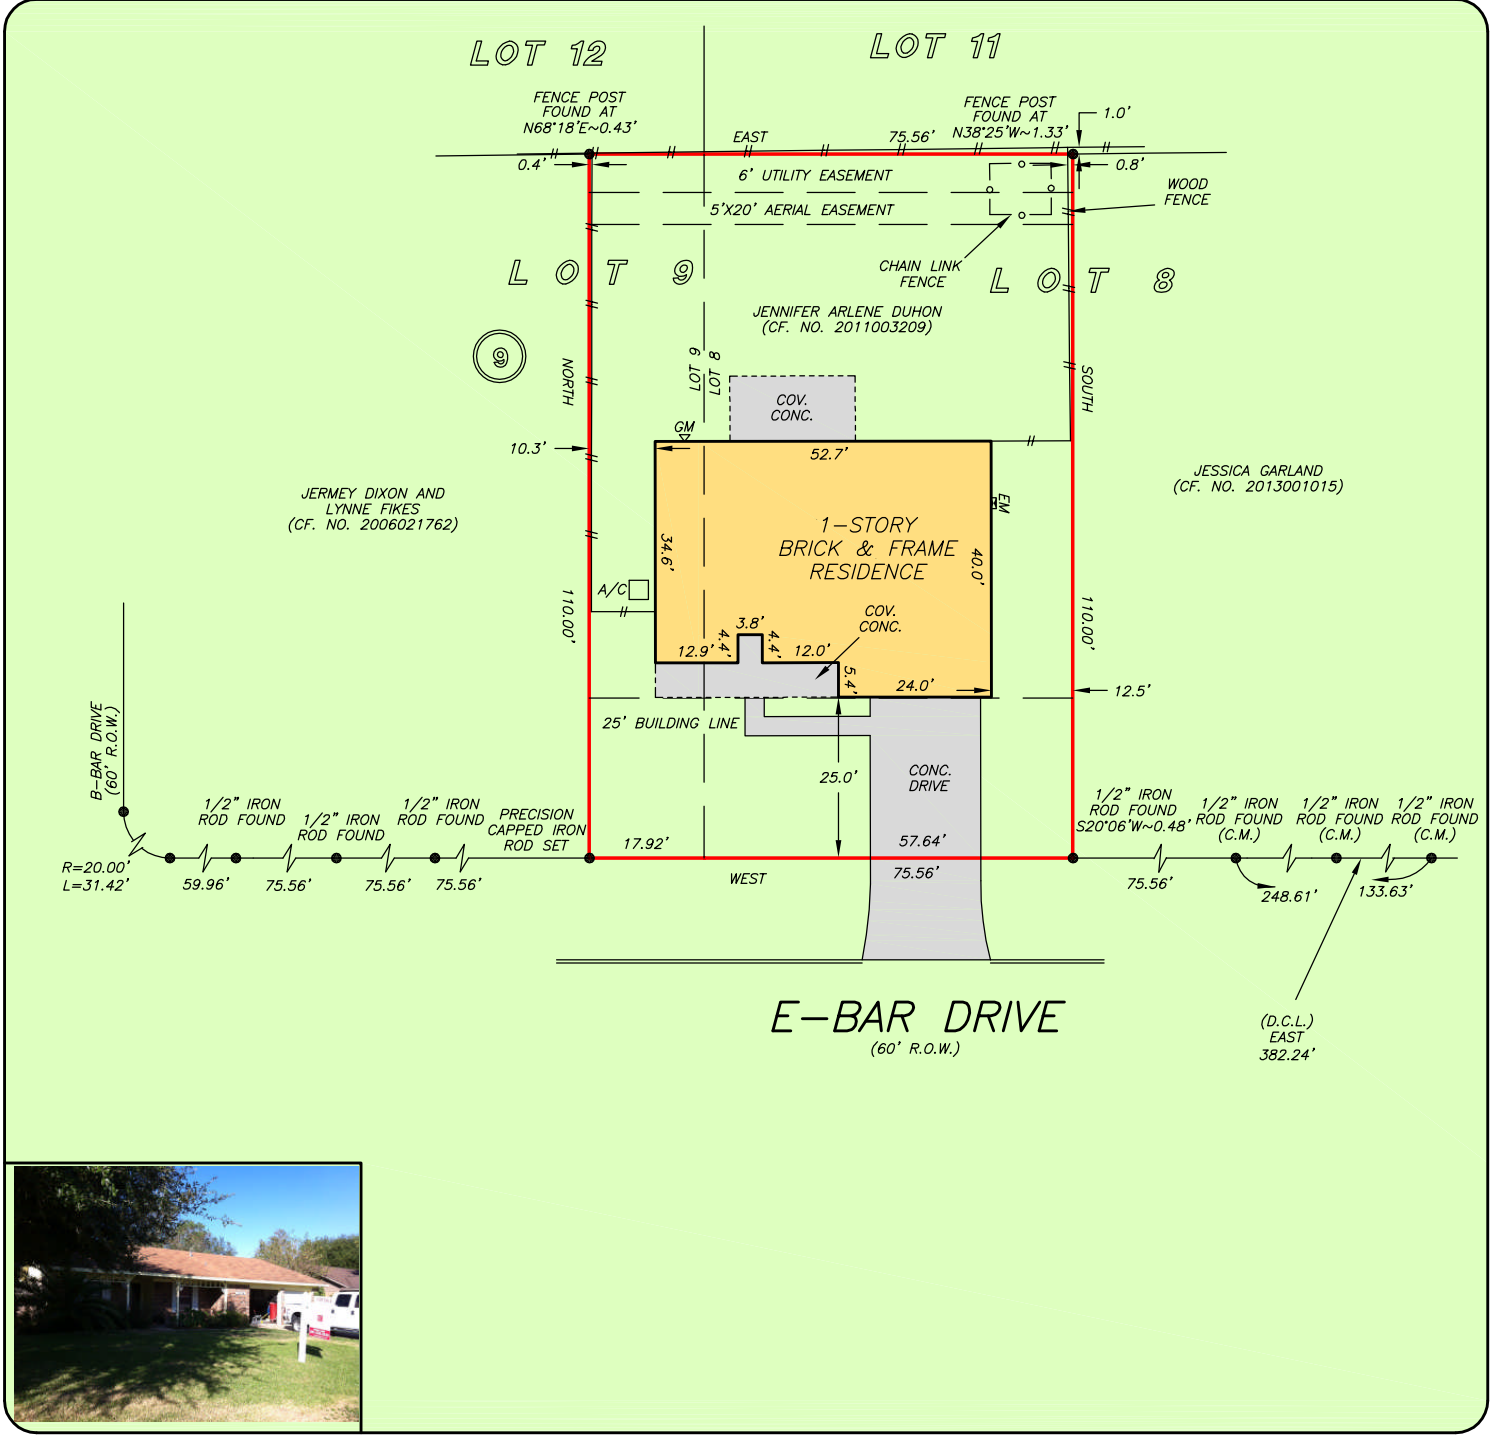 LOT 12
LOT 11
FENCE POST
FOUND AT
N68°18'E~0.43'
FENCE POST
FOUND AT
N38°25'W~1.33'
1.0'
EAST
75.56'
0.4'
0.8'
6' UTILITY EASEMENT
WOOD
FENCE
5'X20' AERIAL EASEMENT
LOT 9
CHAIN LINK
FENCE
LOT 8
JENNIFER ARLENE DUHON
(CF. NO. 2011003209)
9
NORTH
LOT 9
LOT 8
SOUTH
COV.
CONC.
GM
10.3'
52.7'
JERMEY DIXON AND
LYNNE FIKES
(CF. NO. 2006021762)
JESSICA GARLAND
(CF. NO. 2013001015)
EM
1-STORY
BRICK & FRAME
RESIDENCE
34.6'
40.0'
A/C
110.00'
110.00'
COV.
CONC.
3.8'
4.4'
4.4'
12.9'
12.0'
5.4'
24.0'
12.5'
25' BUILDING LINE
B-BAR DRIVE
(60' R.O.W.)
25.0'
CONC.
DRIVE
1/2" IRON
ROD FOUND
1/2" IRON
ROD FOUND
1/2" IRON
ROD FOUND
PRECISION
CAPPED IRON
ROD SET
17.92'
57.64'
1/2" IRON
ROD FOUND
S20°06'W~0.48'
1/2" IRON
ROD FOUND
(C.M.)
1/2" IRON
ROD FOUND
(C.M.)
1/2" IRON
ROD FOUND
(C.M.)
R=20.00'
L=31.42'
59.96'
75.56'
75.56'
75.56'
WEST
75.56'
75.56'
248.61'
133.63'
E-BAR DRIVE
(60' R.O.W.)
(D.C.L.)
EAST
382.24'